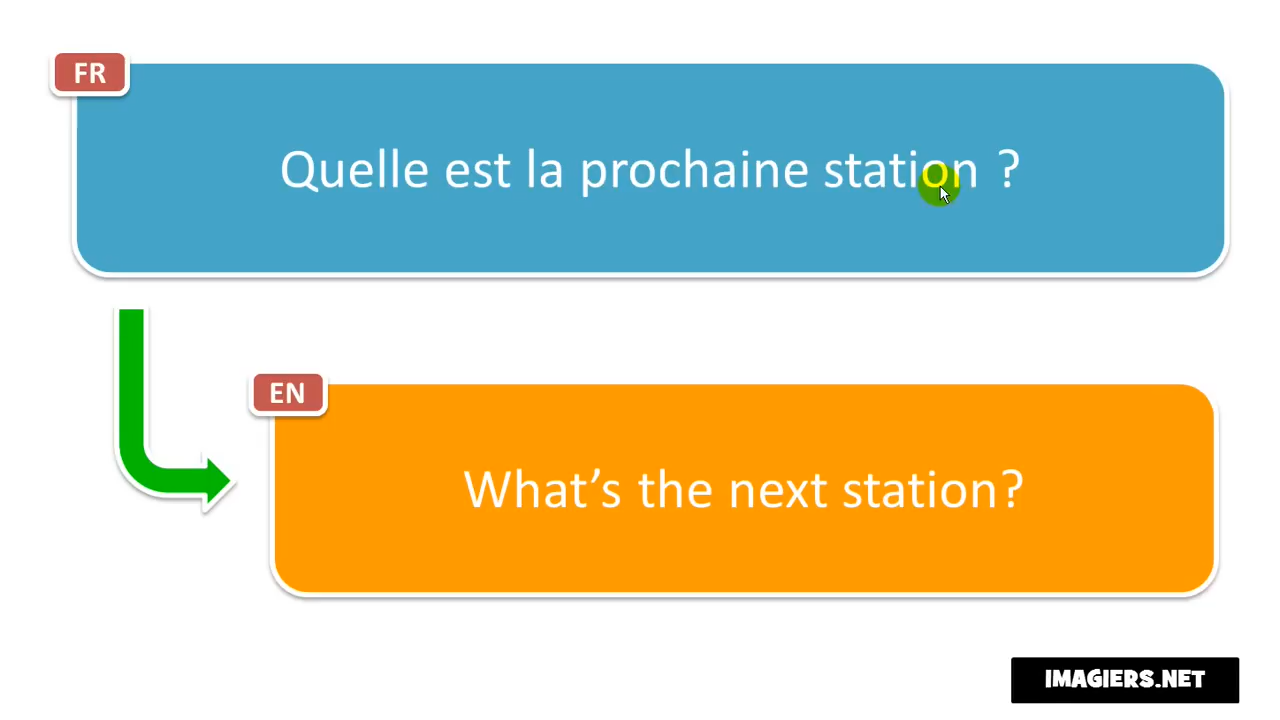 FR
Quelle est la prochaine station ?
EN
What’s the next station?
IMAGIERS.NET